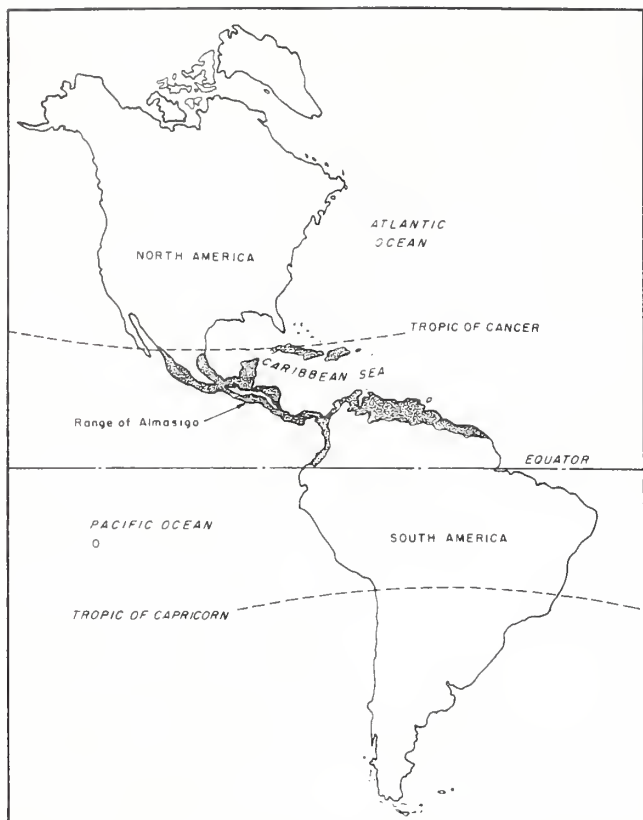 ATLANTIC
OCEAN
NORTH AMERICA
TROPIC OF CANCER
CARIBBEAN SEA
Range of Almasigo
EQUATOR
PACIFIC OCEAN
SOUTH AMERICA
TROPIC OF CAPRICORN